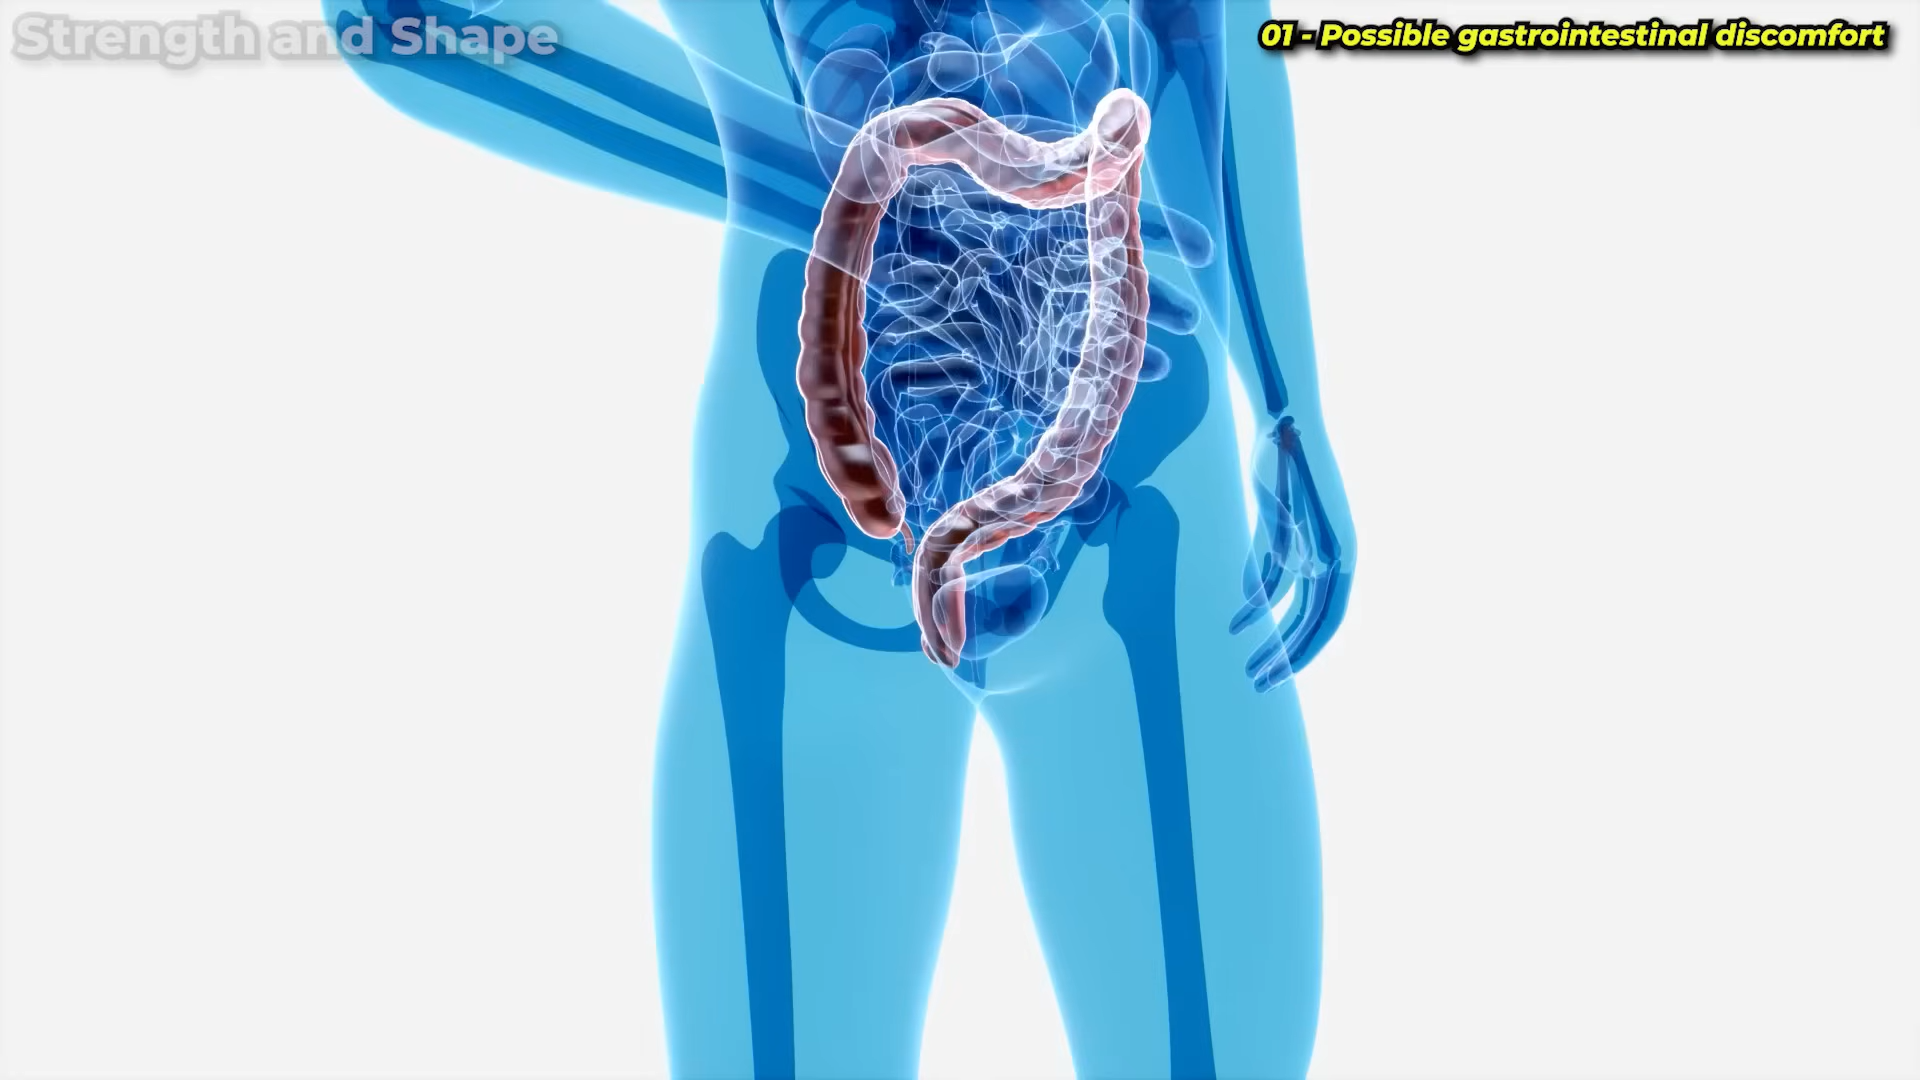 Strength and Shape
01 - Possible gastrointestinal discomfort